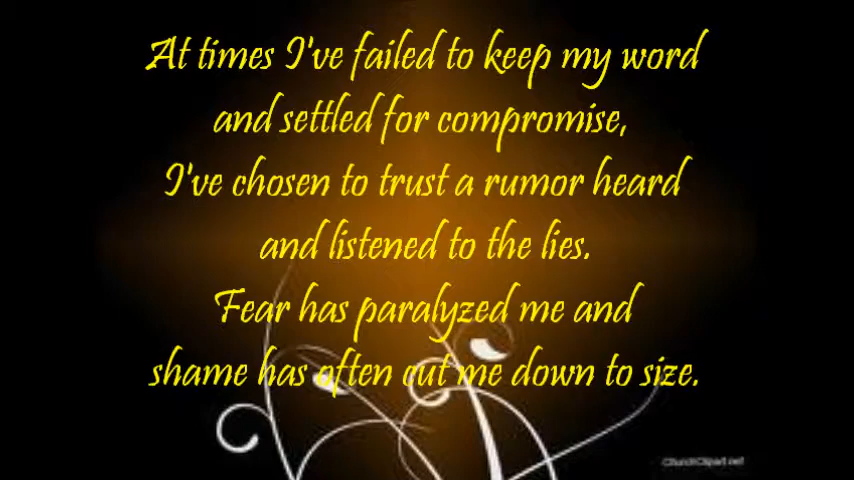 At times I've failed to keep my word
and settled for compromise,
I've chosen to trust a rumor heard
and listened to the lies.
Fear has paralyzed me and
shame has often cut me down to size.
ChurchClipart.net